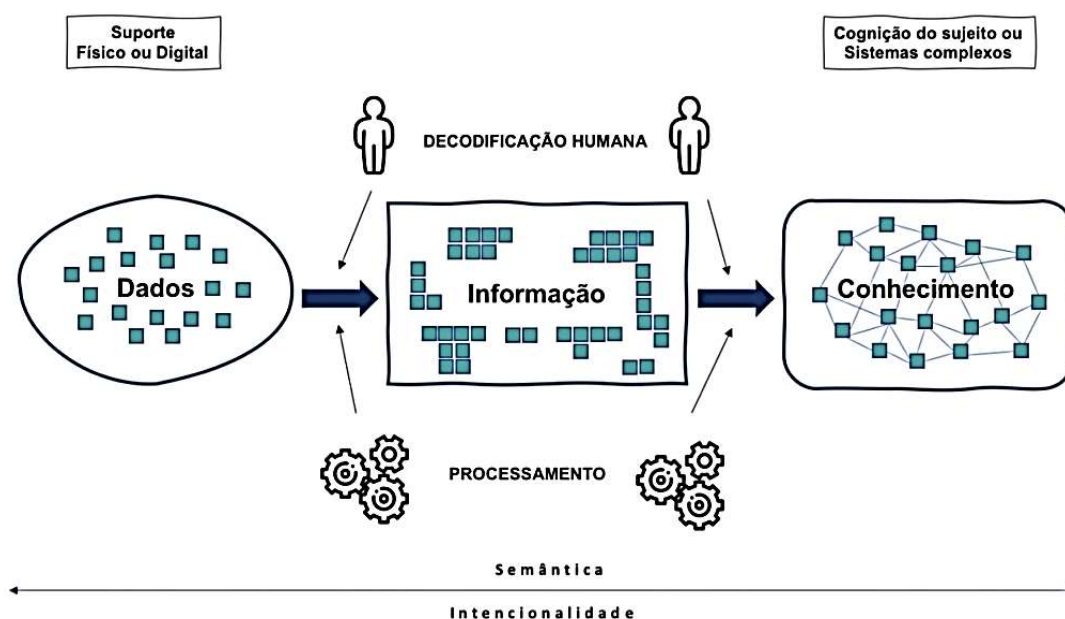 Suporte
Físico ou Digital
Cognição do sujeito ou
Sistemas complexos
DECODIFICAÇÃO HUMANA
Dados
Informação
Conhecimento
PROCESSAMENTO
Semântica
Intencionalidade